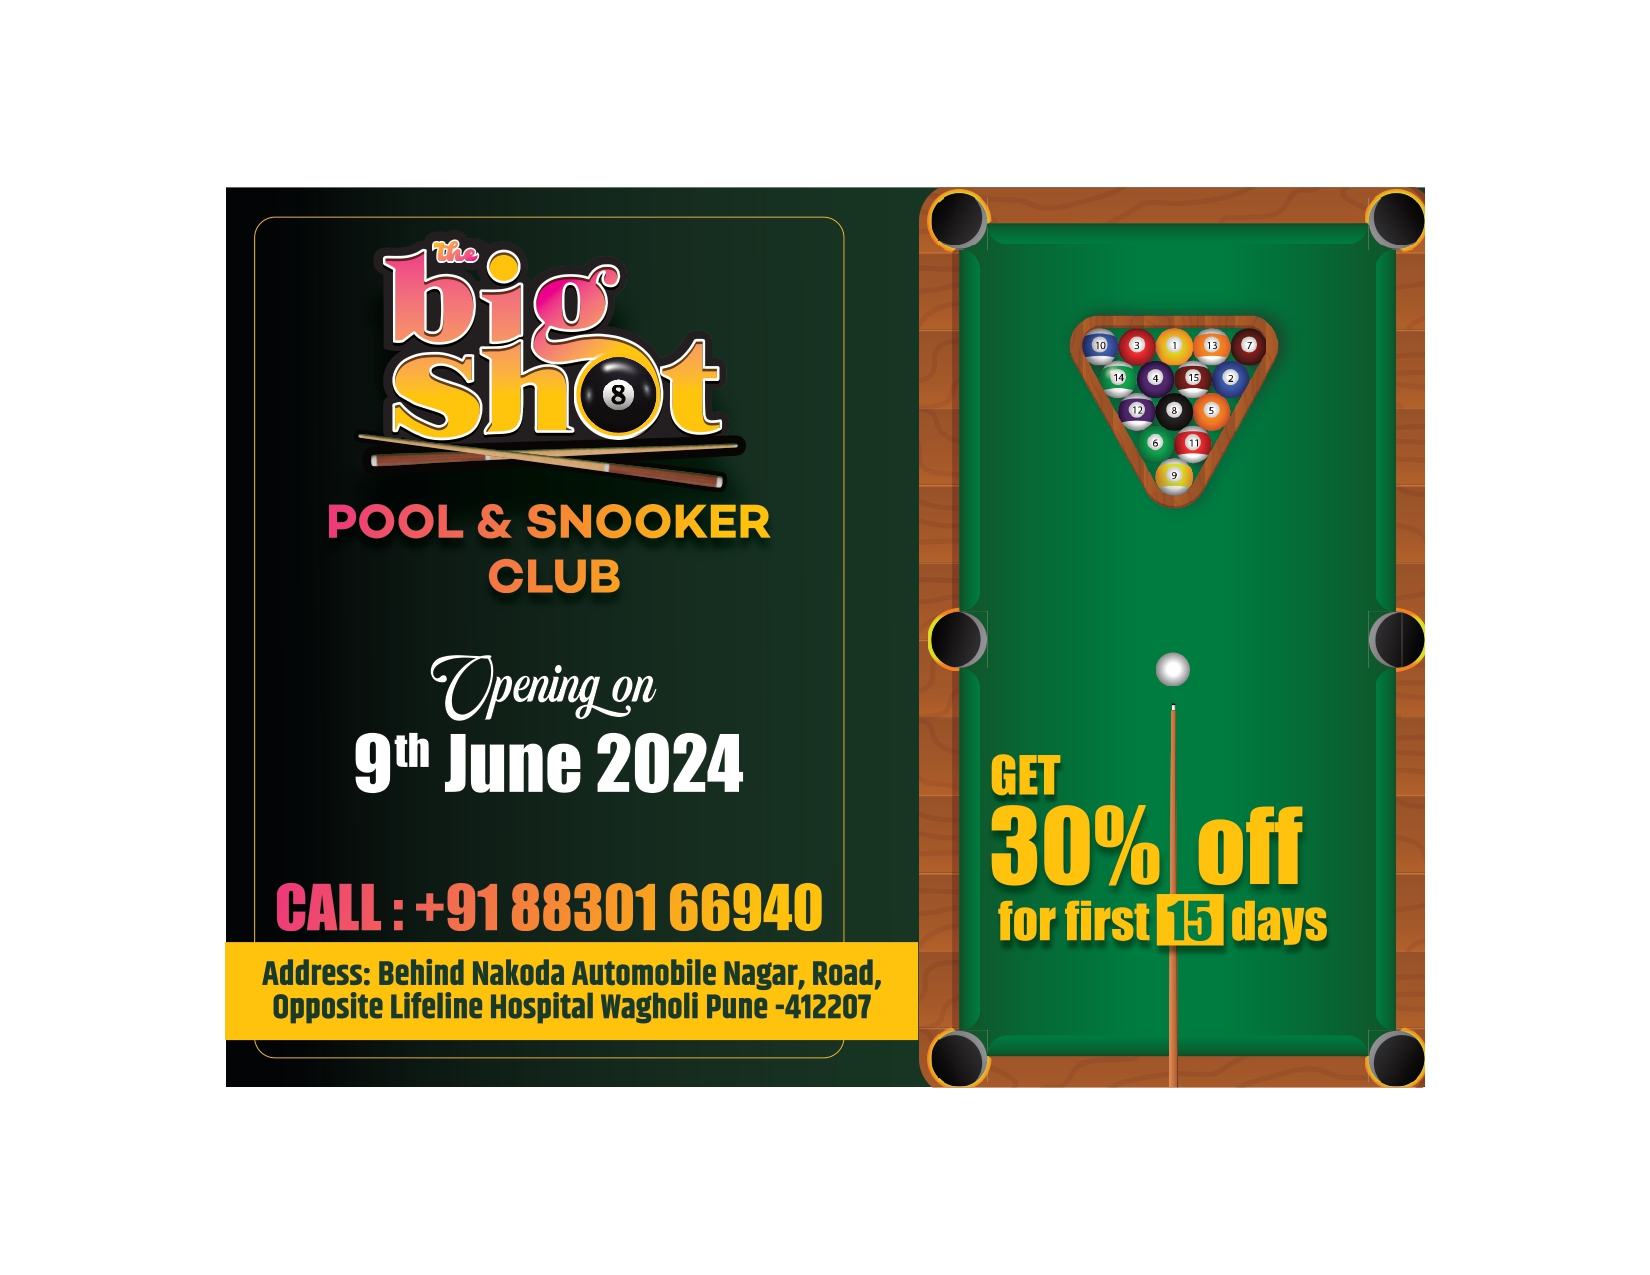 the
big
shot
8
POOL & SNOOKER
CLUB
Opening on
9th June 2024
CALL : +91 88301 66940
Address: Behind Nakoda Automobile Nagar, Road,
Opposite Lifeline Hospital Wagholi Pune -412207
10 3 1 13 7
14 4 15 2
12 8 5
6 11
9
GET
30% off
for first 15 days